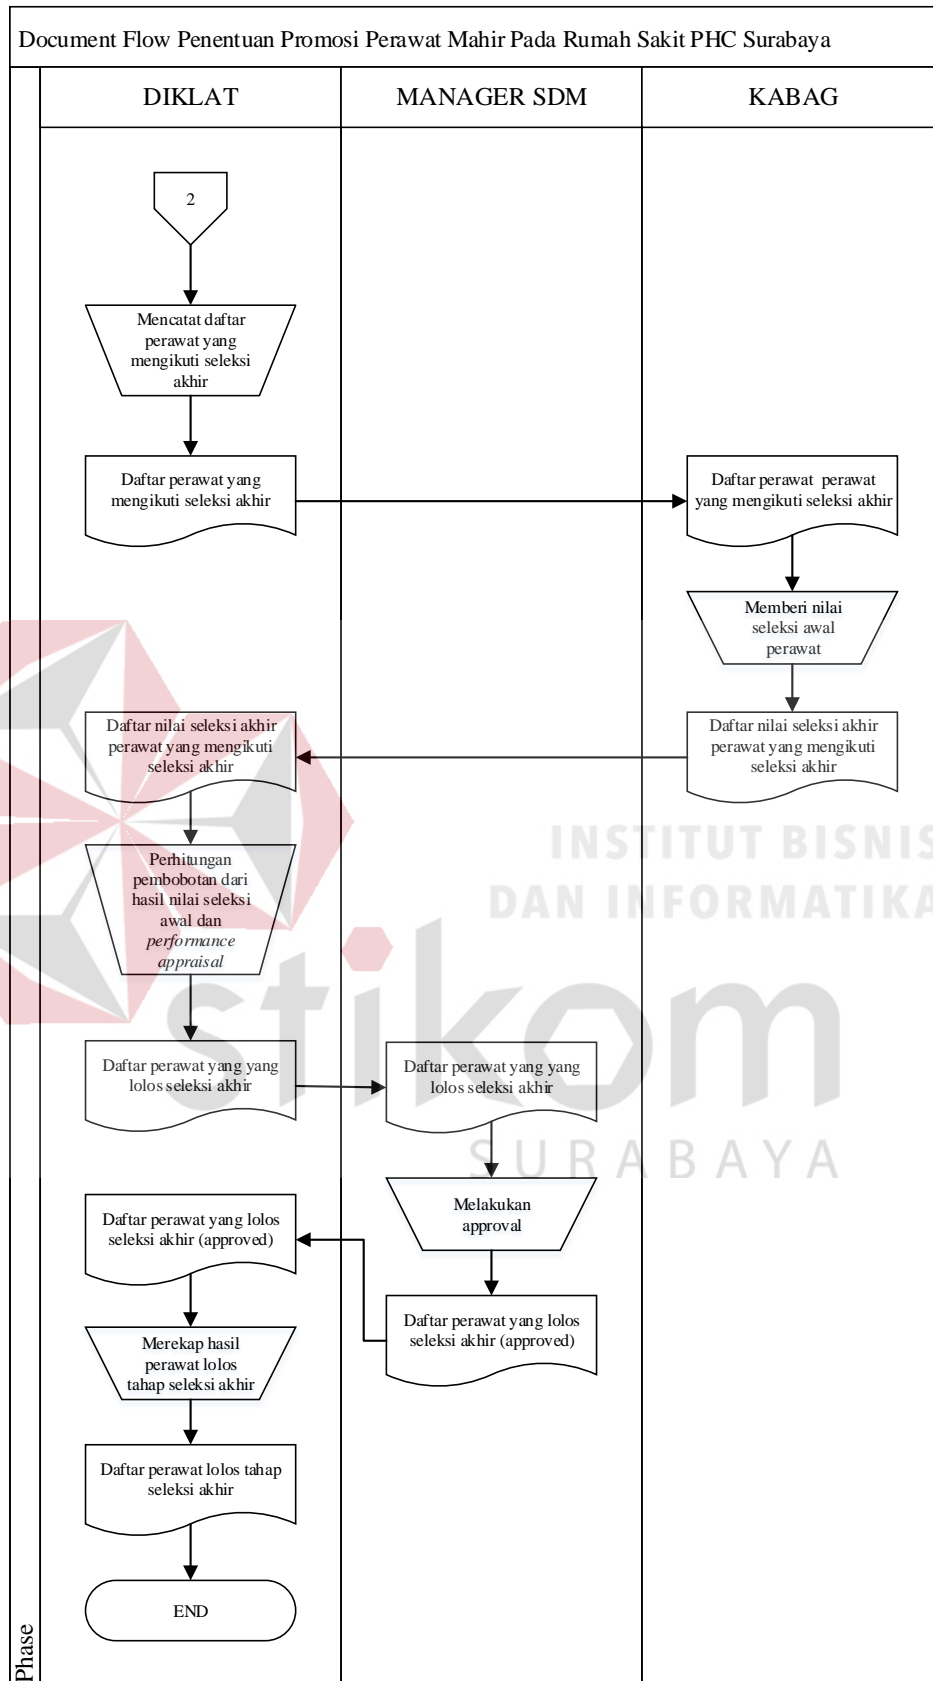 Document Flow Penentuan Promosi Perawat Mahir Pada Rumah Sakit PHC Surabaya
DIKLAT
MANAGER SDM
KABAG
2
Mencatat daftar
perawat yang
mengikuti seleksi
akhir
Daftar perawat yang
mengikuti seleksi akhir
Daftar perawat  perawat
yang mengikuti seleksi akhir
Memberi nilai
seleksi awal
perawat
Daftar nilai seleksi akhir
perawat yang mengikuti
seleksi akhir
Daftar nilai seleksi akhir
perawat yang mengikuti
seleksi akhir
Perhitungan
pembobotan dari
hasil nilai seleksi
awal dan
performance
appraisal
Daftar perawat yang yang
lolos seleksi akhir
Daftar perawat yang yang
lolos seleksi akhir
Melakukan
approval
Daftar perawat yang lolos
seleksi akhir (approved)
Daftar perawat yang lolos
seleksi akhir (approved)
Merekap hasil
perawat lolos
tahap seleksi akhir
Daftar perawat lolos tahap
seleksi akhir
END
Phase
INSTITUT BISNIS
DAN INFORMATIKA
stikom
SURABAYA